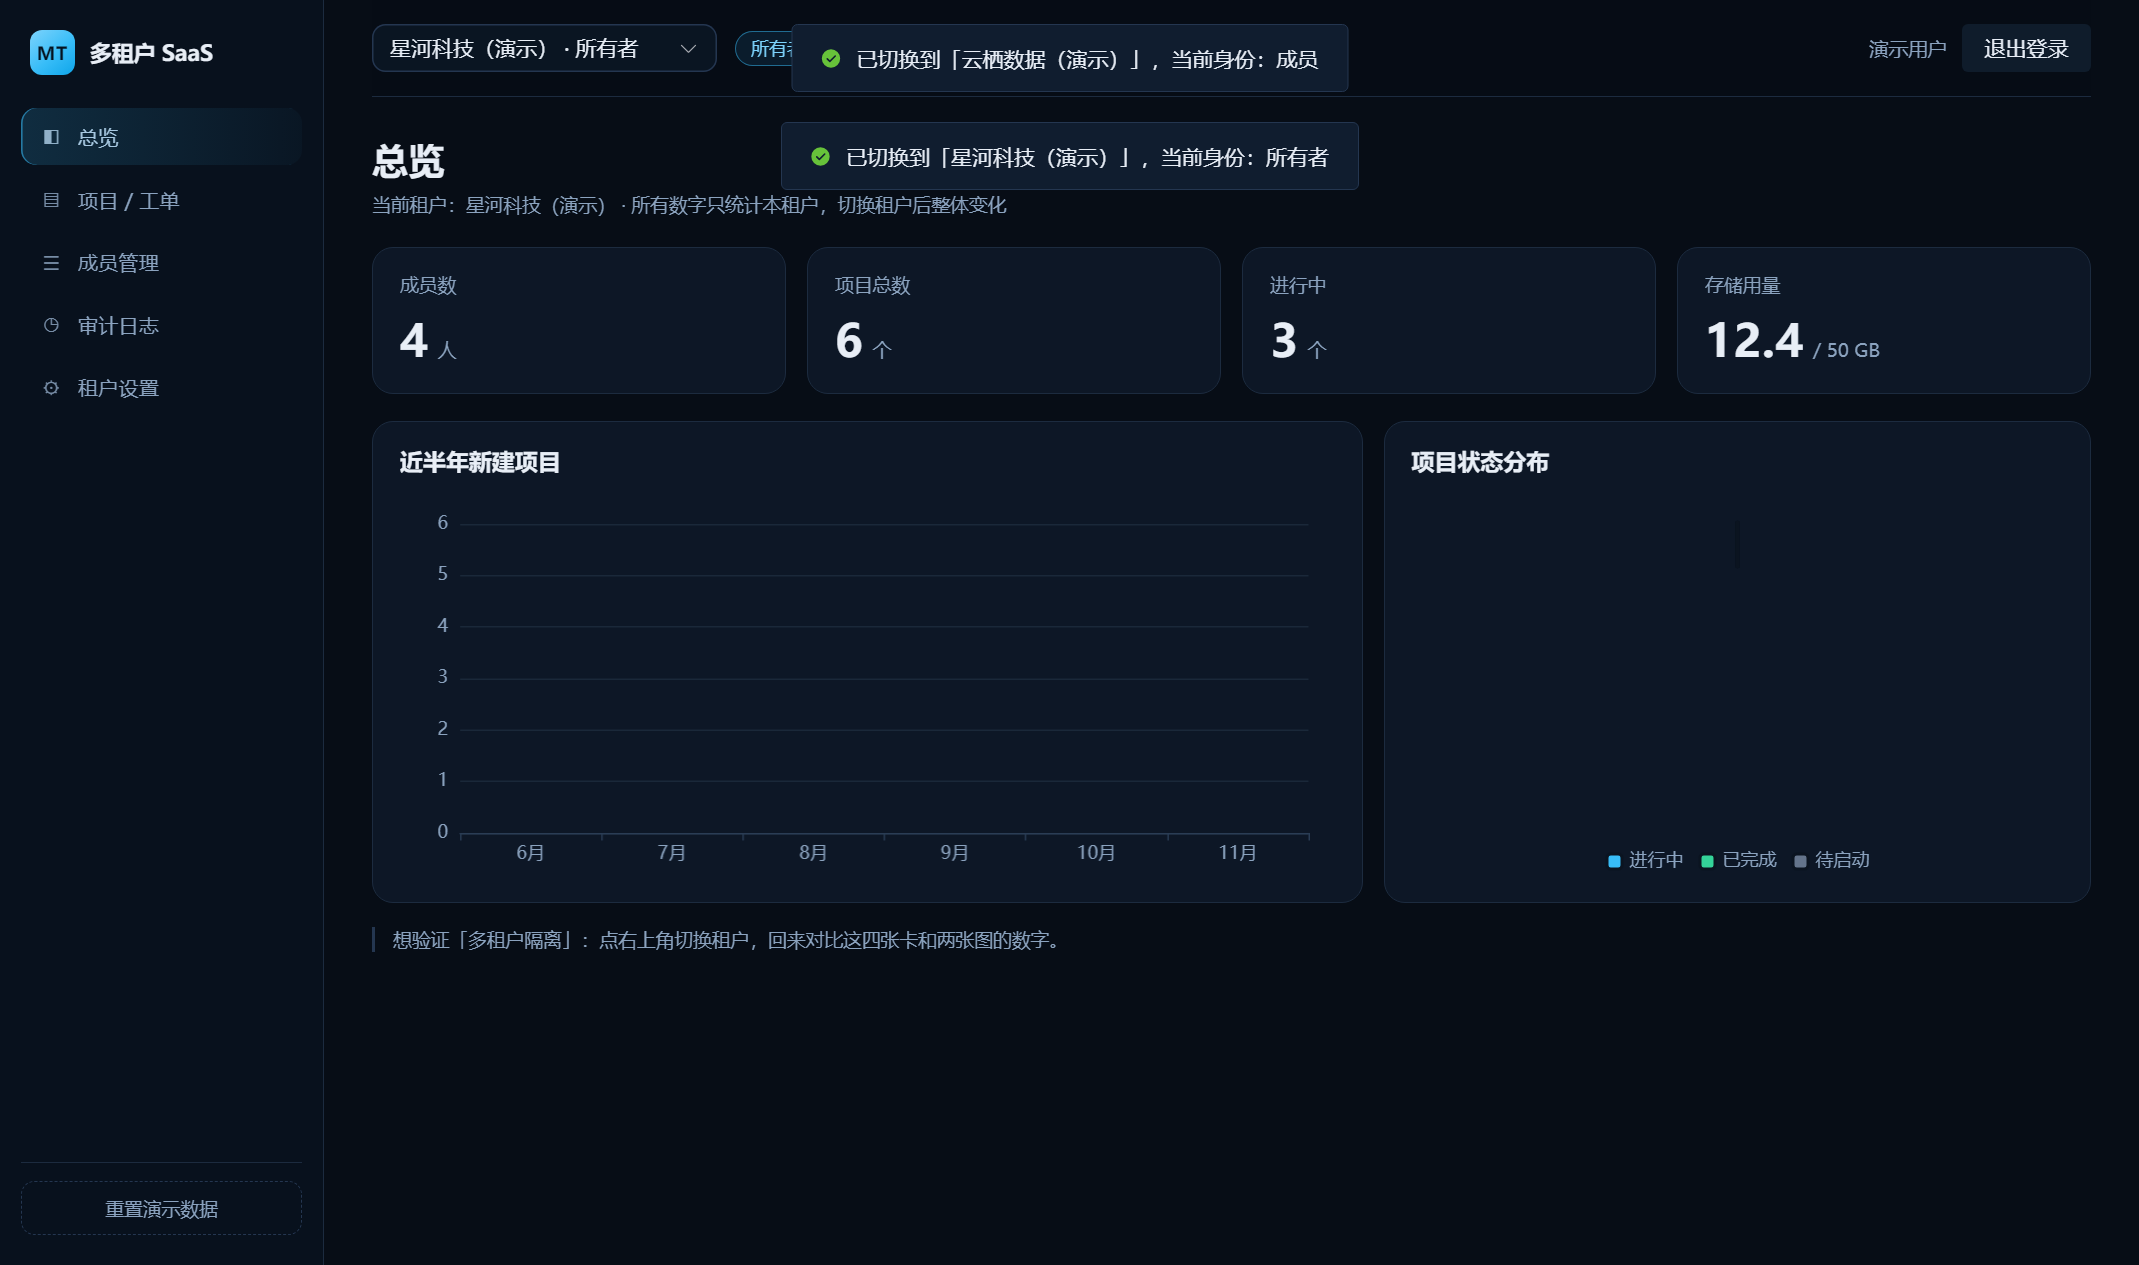 MT 多租户 SaaS
总览
项目 / 工单
成员管理
审计日志
租户设置
重置演示数据
星河科技（演示） · 所有者
所有
已切换到「云栖数据（演示）」，当前身份：成员
演示用户
退出登录
已切换到「星河科技（演示）」，当前身份：所有者
总览
当前租户：星河科技（演示） · 所有数字只统计本租户，切换租户后整体变化
成员数
4 人
项目总数
6 个
进行中
3 个
存储用量
12.4 / 50 GB
近半年新建项目
6
5
4
3
2
1
0
6月 7月 8月 9月 10月 11月
项目状态分布
进行中 已完成 待启动
想验证「多租户隔离」：点右上角切换租户，回来对比这四张卡和两张图的数字。